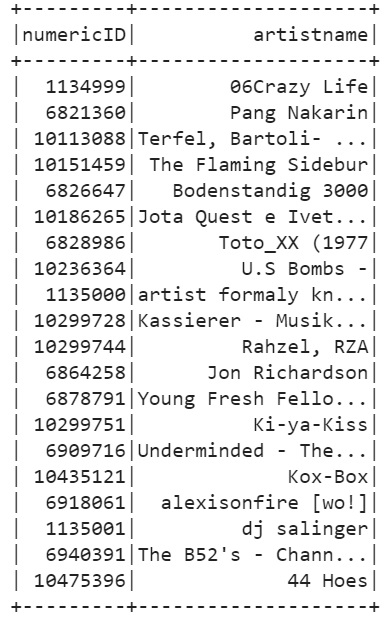 +---------+--------------------+
|numericID|          artistname|
+---------+--------------------+
|  1134999|        06Crazy Life|
|  6821360|        Pang Nakarin|
| 10113088|Terfel, Bartoli- ...|
| 10151459| The Flaming Sidebur|
|  6826647|   Bodenstandig 3000|
| 10186265|Jota Quest e Ivet...|
|  6828986|       Toto_XX (1977|
| 10236364|         U.S Bombs -|
|  1135000|artist formaly kn...|
| 10299728|Kassierer - Musik...|
| 10299744|         Rahzel, RZA|
|  6864258|      Jon Richardson|
|  6878791|Young Fresh Fello...|
| 10299751|          Ki-ya-Kiss|
|  6909716|Underminded - The...|
| 10435121|             Kox-Box|
|  6918061|  alexisonfire [wo!]|
|  1135001|         dj salinger|
|  6940391|The B52's - Chann...|
| 10475396|             44 Hoes|
+---------+--------------------+